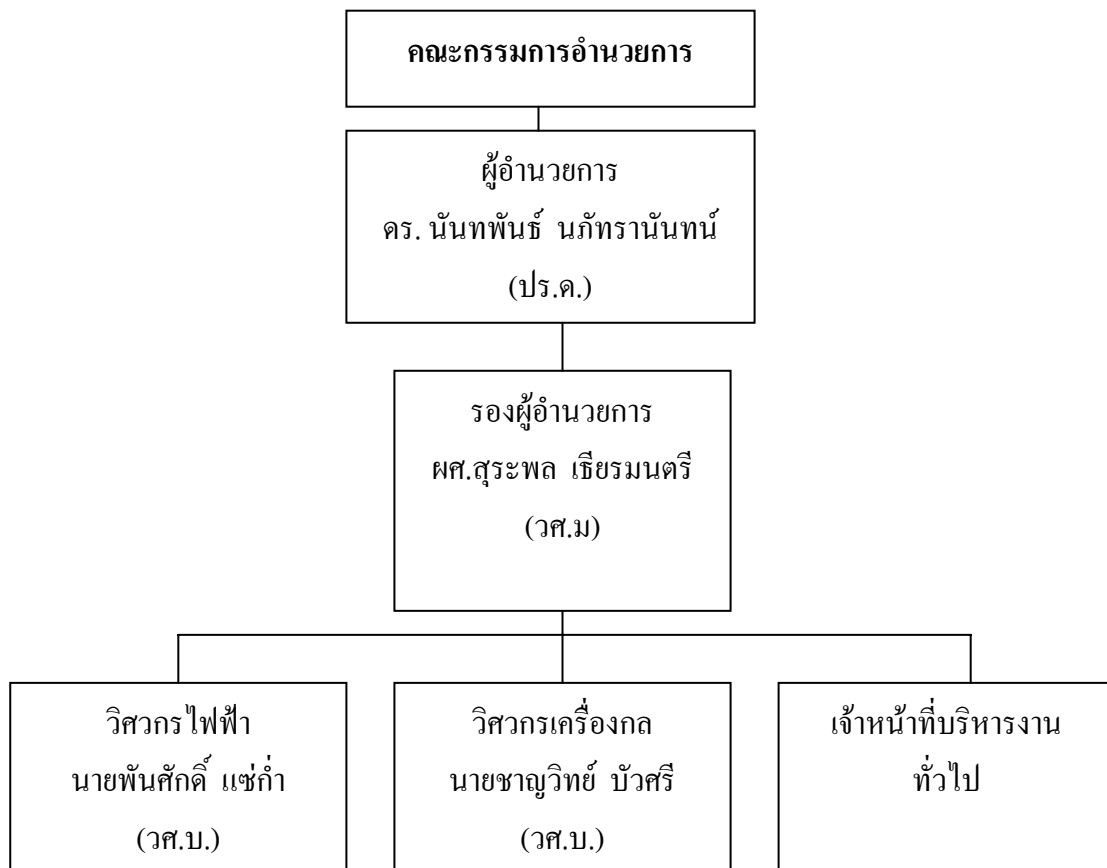 คณะกรรมการอำนวยการ
ผู้อำนวยการ
ดร. นันทพันธ์ นภัทรานันทน์
(ปร.ด.)
รองผู้อำนวยการ
ผศ.สุระพล เธียรมนตรี
(วศ.ม)
วิศวกรไฟฟ้า
นายพันศักดิ์ แซ่ก่ำ
(วศ.บ.)
วิศวกรเครื่องกล
นายชาญวิทย์ บัวศรี
(วศ.บ.)
เจ้าหน้าที่บริหารงาน
ทั่วไป